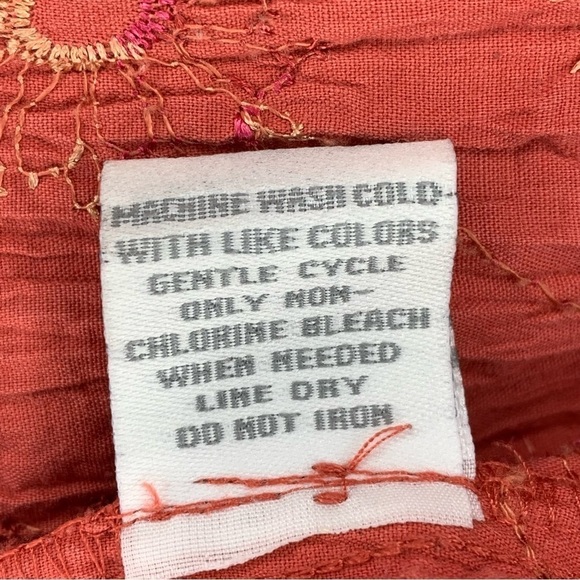 MACHINE WASH COLD
WITH LIKE COLORS
GENTLE CYCLE
ONLY NON-
CHLORINE BLEACH
WHEN NEEDED
LINE DRY
DO NOT IRON